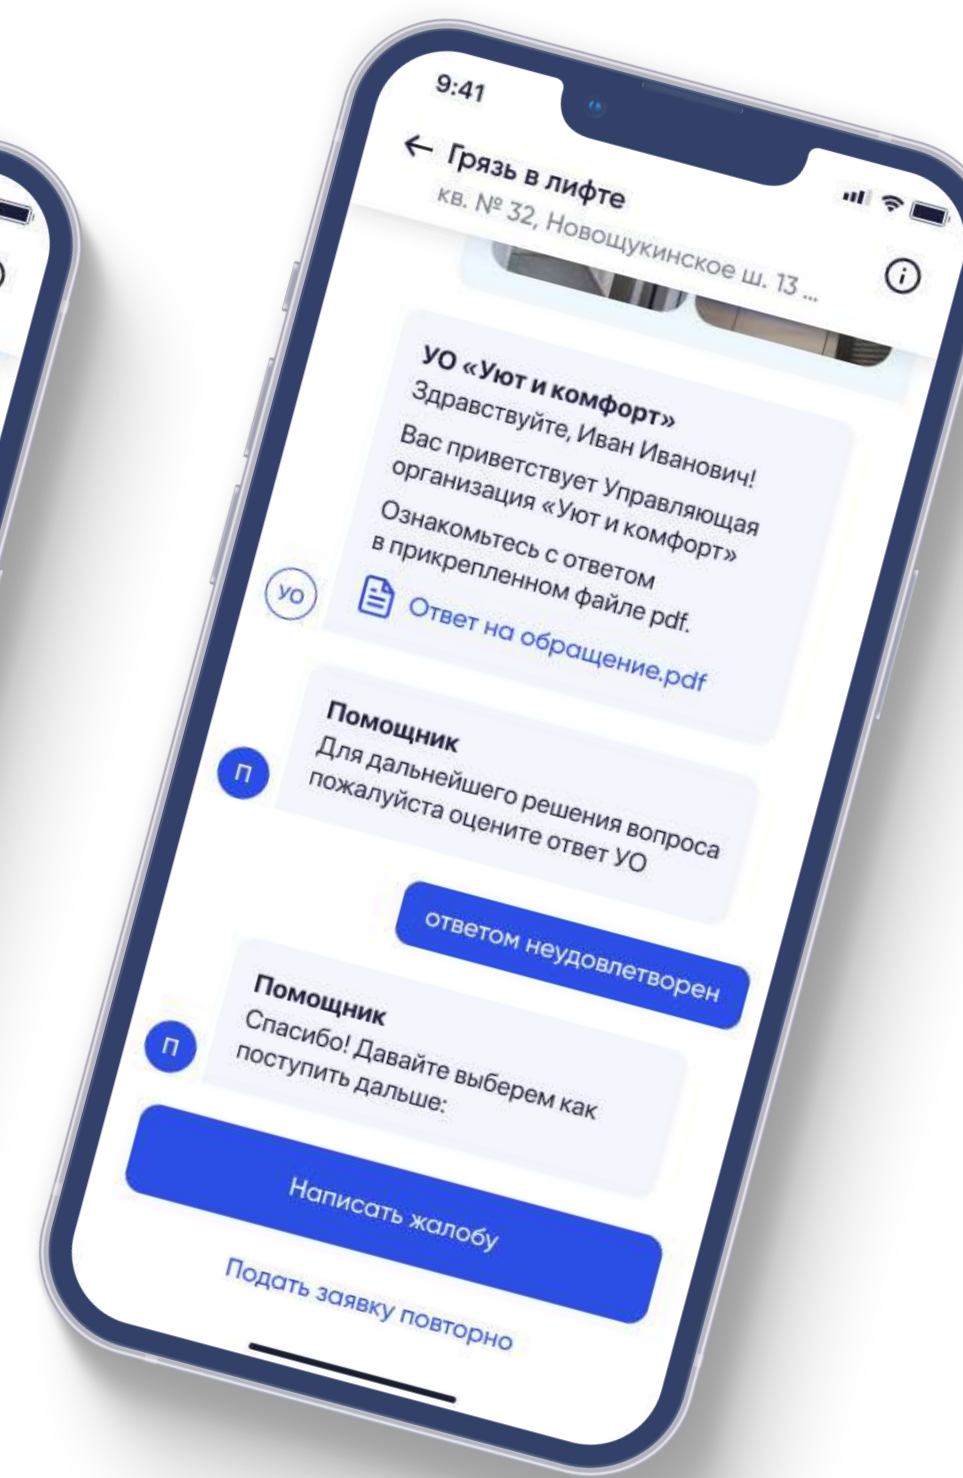 9:41
← Грязь в лифте
кв. № 32, Новощукинское ш. 13 ...
УО «Уют и комфорт»
Здравствуйте, Иван Иванович!
Вас приветствует Управляющая
организация «Уют и комфорт»
Ознакомьтесь с ответом
в прикрепленном файле pdf.
УО
Ответ на обращение.pdf
Помощник
П
Для дальнейшего решения вопроса
пожалуйста оцените ответ УО
ответом неудовлетворен
Помощник
П
Спасибо! Давайте выберем как
поступить дальше:
Написать жалобу
Подать заявку повторно